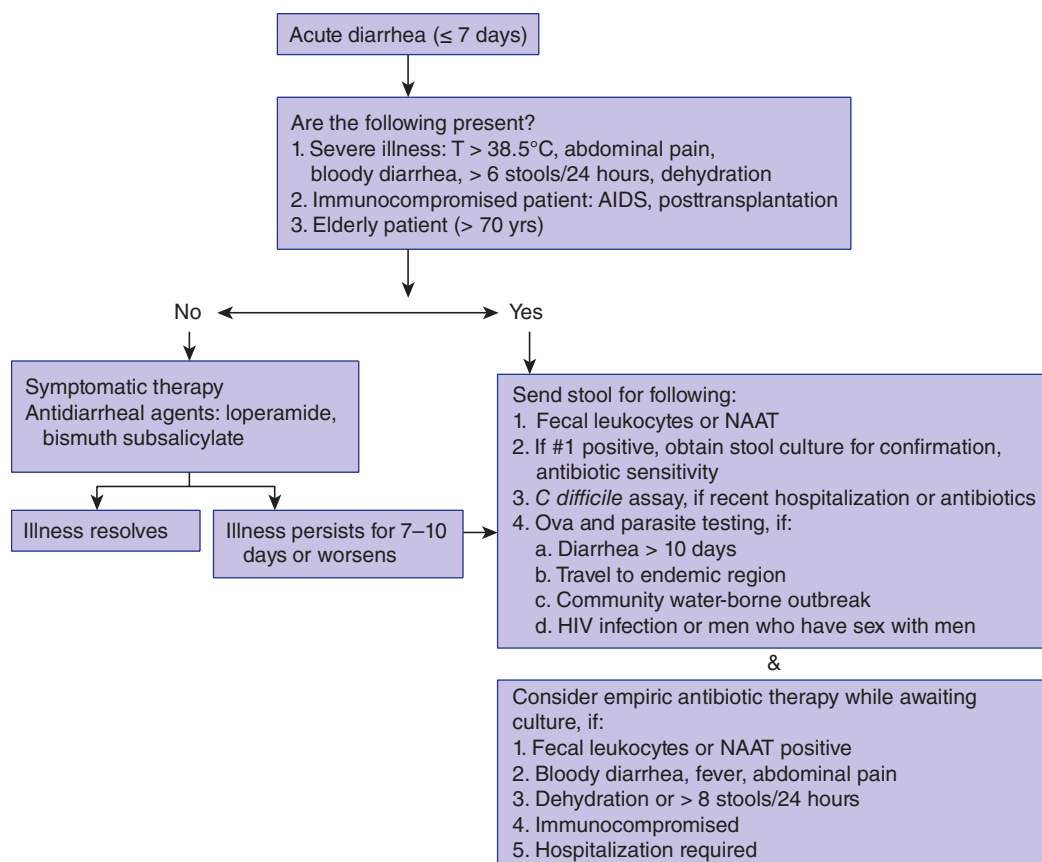 Acute diarrhea (≤ 7 days)
Are the following present?
1. Severe illness: T > 38.5°C, abdominal pain,
bloody diarrhea, > 6 stools/24 hours, dehydration
2. Immunocompromised patient: AIDS, posttransplantation
3. Elderly patient (> 70 yrs)
No
Yes
Symptomatic therapy
Antidiarrheal agents: loperamide,
bismuth subsalicylate
Illness resolves
Illness persists for 7–10
days or worsens
Send stool for following:
1. Fecal leukocytes or NAAT
2. If #1 positive, obtain stool culture for confirmation,
antibiotic sensitivity
3. C difficile assay, if recent hospitalization or antibiotics
4. Ova and parasite testing, if:
a. Diarrhea > 10 days
b. Travel to endemic region
c. Community water-borne outbreak
d. HIV infection or men who have sex with men
&
Consider empiric antibiotic therapy while awaiting
culture, if:
1. Fecal leukocytes or NAAT positive
2. Bloody diarrhea, fever, abdominal pain
3. Dehydration or > 8 stools/24 hours
4. Immunocompromised
5. Hospitalization required